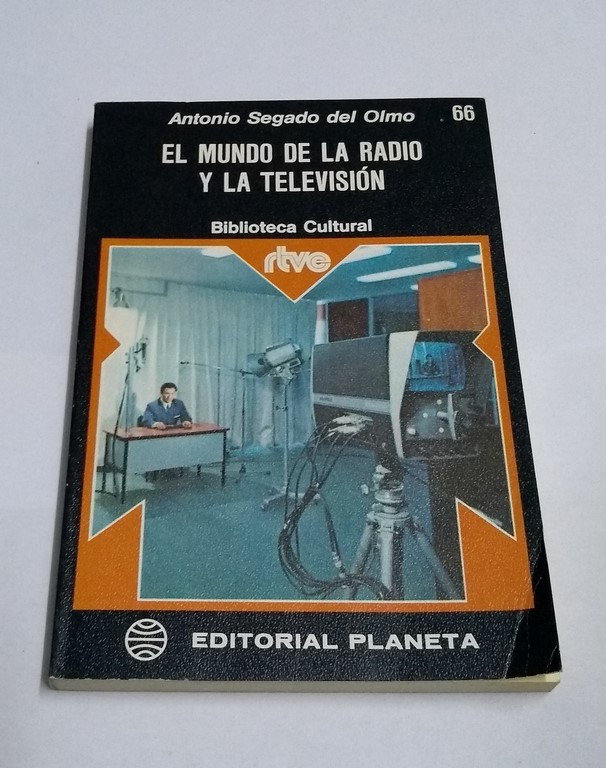 Antonio Segado del Olmo 66
EL MUNDO DE LA RADIO
Y LA TELEVISIÓN
Biblioteca Cultural
rtve
EDITORIAL PLANETA